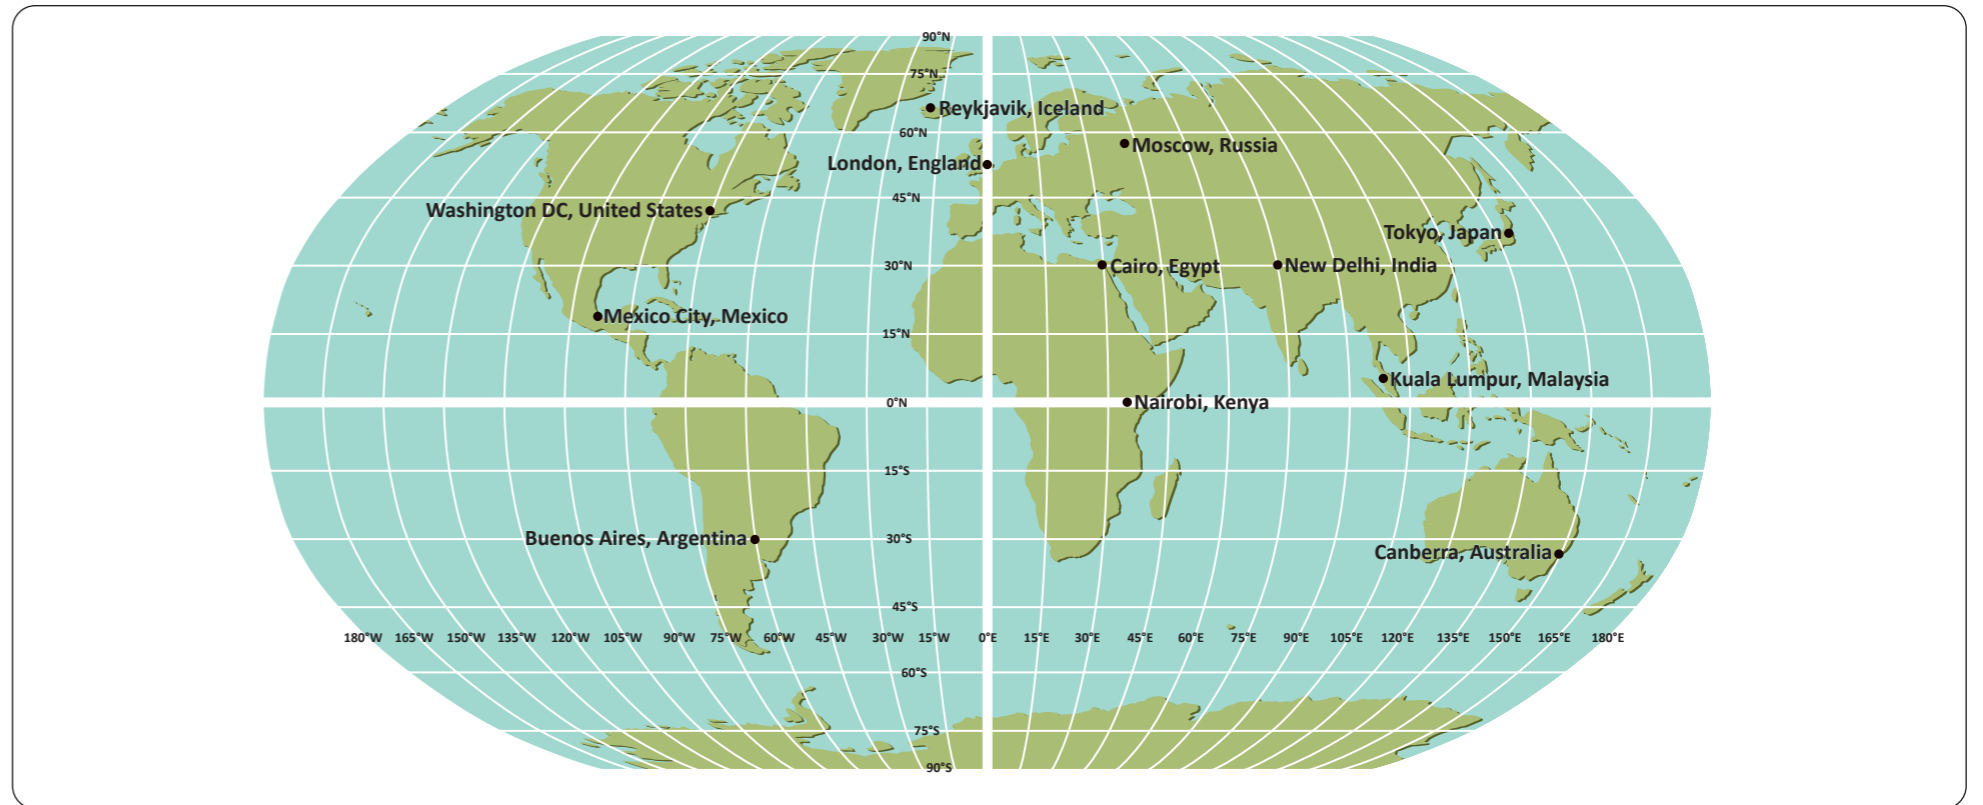 90°N
75°N
Reykjavik, Iceland
60°N
Moscow, Russia
London, England
45°N
Washington DC, United States
Tokyo, Japan
30°N
Cairo, Egypt
New Delhi, India
Mexico City, Mexico
15°N
Kuala Lumpur, Malaysia
0°N
Nairobi, Kenya
15°S
30°S
Buenos Aires, Argentina
Canberra, Australia
45°S
180°W 165°W 150°W 135°W 120°W 105°W 90°W 75°W 60°W 45°W 30°W 15°W 0°E 15°E 30°E 45°E 60°E 75°E 90°E 105°E 120°E 135°E 150°E 165°E 180°E
60°S
75°S
90°S